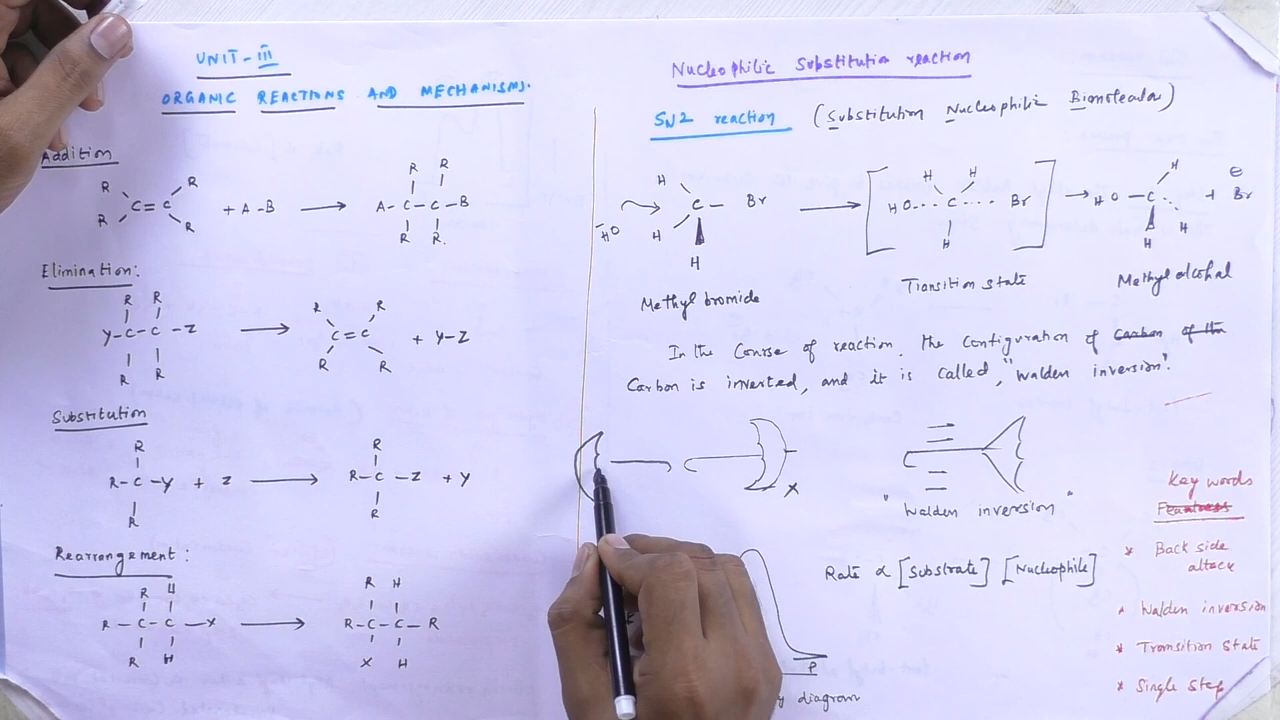 UNIT-III
ORGANIC REACTIONS AND MECHANISMS.
Addition
R R
C=C + A-B
R R
R R
A-C-C-B
R R.
Elimination:
R R
Y-C-C-Z
R R
R R
C=C + Y-Z
R R
Substitution
R
R-C-Y + Z
R
R
R-C-Z + Y
R
Rearrangement:
R H
R-C-C-X
R H
R H
R-C-C-R
X H
Nucleophilic Substitution reaction
SN2 reaction (Substitution Nucleophilic Bimolecular)
H
HO C - Br
H
H
Methyl bromide
H H
HO---C---Br
H
Transition state
H
HO-C + Br
H
H
Methyl alcohol
In the course of reaction. the configuration of Carbon of the
Carbon is inverted, and it is called, "Walden inversion".
X
"Walden inversion"
Rate α [Substrate] [Nucleophile]
P
diagram
Key words
* Back side
attack
* Walden inversion
* Transition state
* Single step